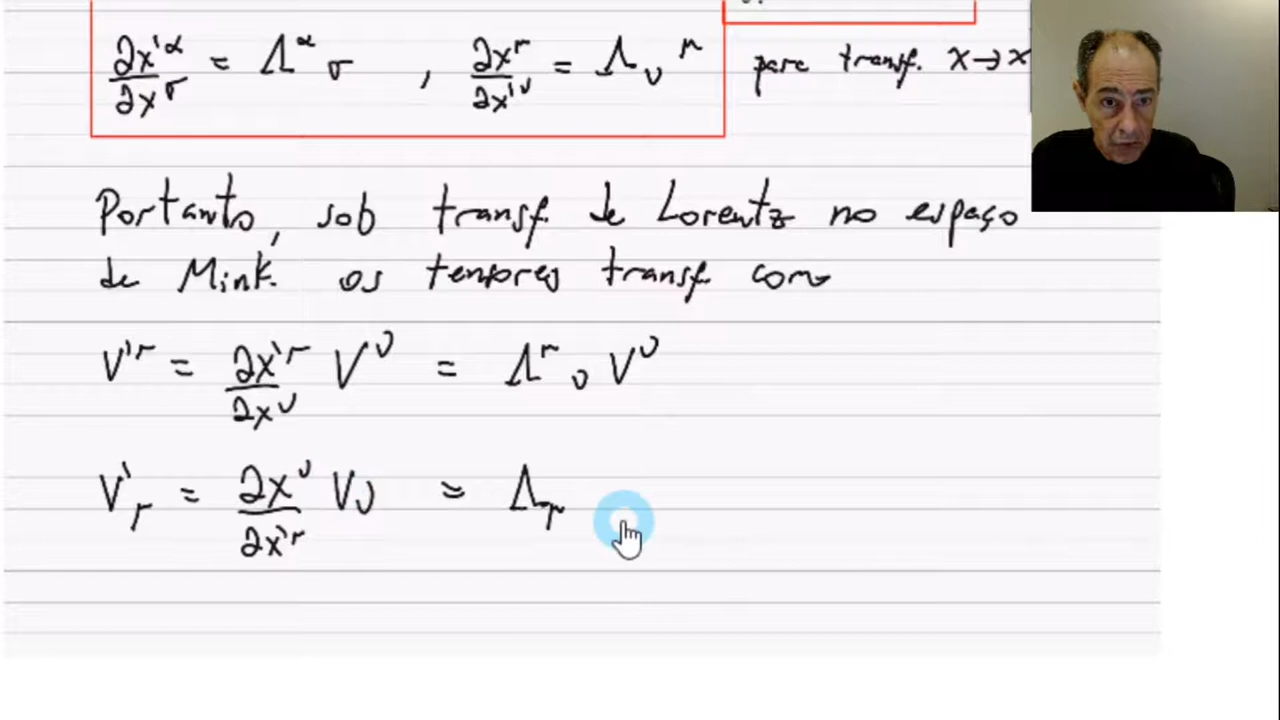 ∂x'^α/∂x^σ = Λ^α_σ , ∂x^μ/∂x'^ν = Λ_ν^μ para transf. x→x
Portanto, sob transf. de Lorentz no espaço
de Mink. os tensores transf. como
V'^μ = ∂x'^μ/∂x^ν V^ν = Λ^μ_ν V^ν
V'_μ = ∂x^ν/∂x'^μ V_ν = Λ_μ